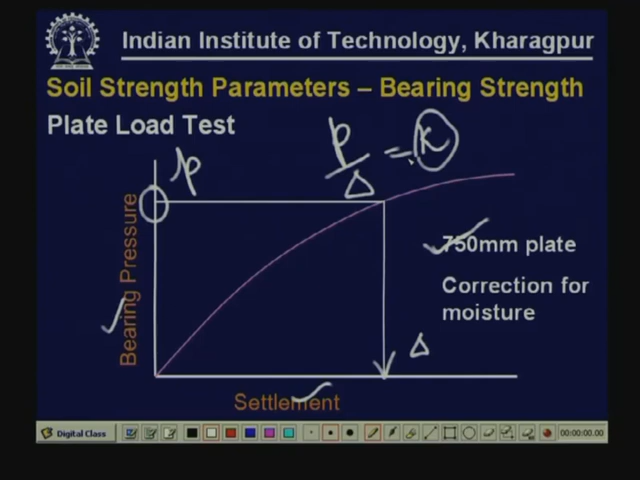 Indian Institute of Technology, Kharagpur
Soil Strength Parameters – Bearing Strength
Plate Load Test
p
p/Δ = k
Bearing Pressure
750mm plate
Correction for
moisture
Δ
Settlement
Digital Class
00:00:00.00